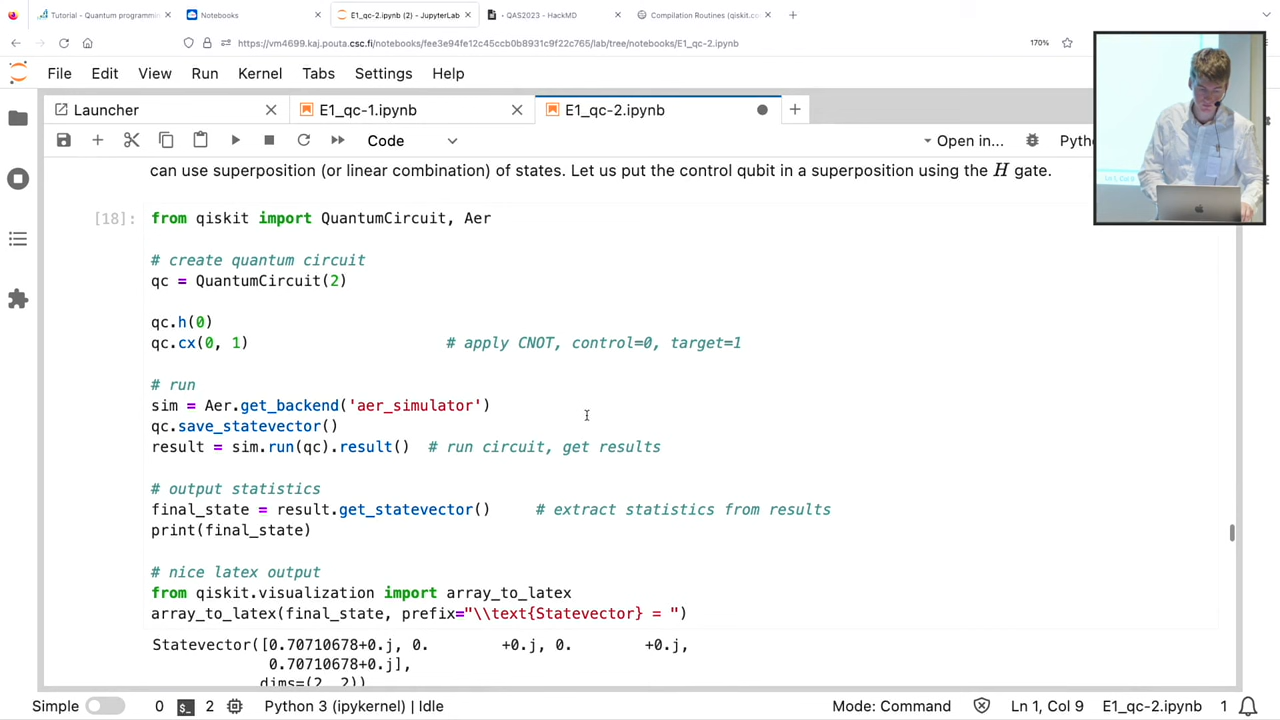 Tutorial - Quantum programmin
Notebooks
E1_qc-2.ipynb (2) - JupyterLab
- QAS2023 - HackMD
Compilation Routines (qiskit.cc
https://vm4699.kaj.pouta.csc.fi/notebooks/fee3e94fe12c45ccb0b8931c9f22c765/lab/tree/notebooks/E1_qc-2.ipynb
170%
File Edit View Run Kernel Tabs Settings Help
Launcher
E1_qc-1.ipynb
E1_qc-2.ipynb
Code
Open in...
Pyth
can use superposition (or linear combination) of states. Let us put the control qubit in a superposition using the H gate.
[18]: from qiskit import QuantumCircuit, Aer
# create quantum circuit
qc = QuantumCircuit(2)
qc.h(0)
qc.cx(0, 1) # apply CNOT, control=0, target=1
# run
sim = Aer.get_backend('aer_simulator')
qc.save_statevector()
result = sim.run(qc).result() # run circuit, get results
# output statistics
final_state = result.get_statevector() # extract statistics from results
print(final_state)
# nice latex output
from qiskit.visualization import array_to_latex
array_to_latex(final_state, prefix="\\text{Statevector} = ")
Statevector([0.70710678+0.j, 0. +0.j, 0. +0.j,
0.70710678+0.j],
dims=(2, 2))
Simple 0 2 Python 3 (ipykernel) | Idle Mode: Command Ln 1, Col 9 E1_qc-2.ipynb 1